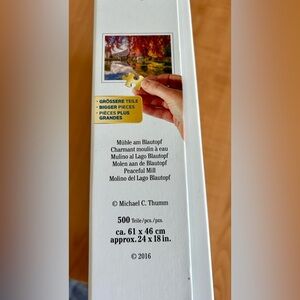 • GRÖSSERE TEILE
• BIGGER PIECES
• PIÈCES PLUS
GRANDES
Mühle am Blautopf
Charmant moulin à eau
Mulino al Lago Blautopf
Molen aan de Blautopf
Peaceful Mill
Molino del Lago Blautopf
© Michael C. Thumm
500 Teile/pcs./pzs.
ca. 61 x 46 cm
approx. 24 x 18 in.
© 2016